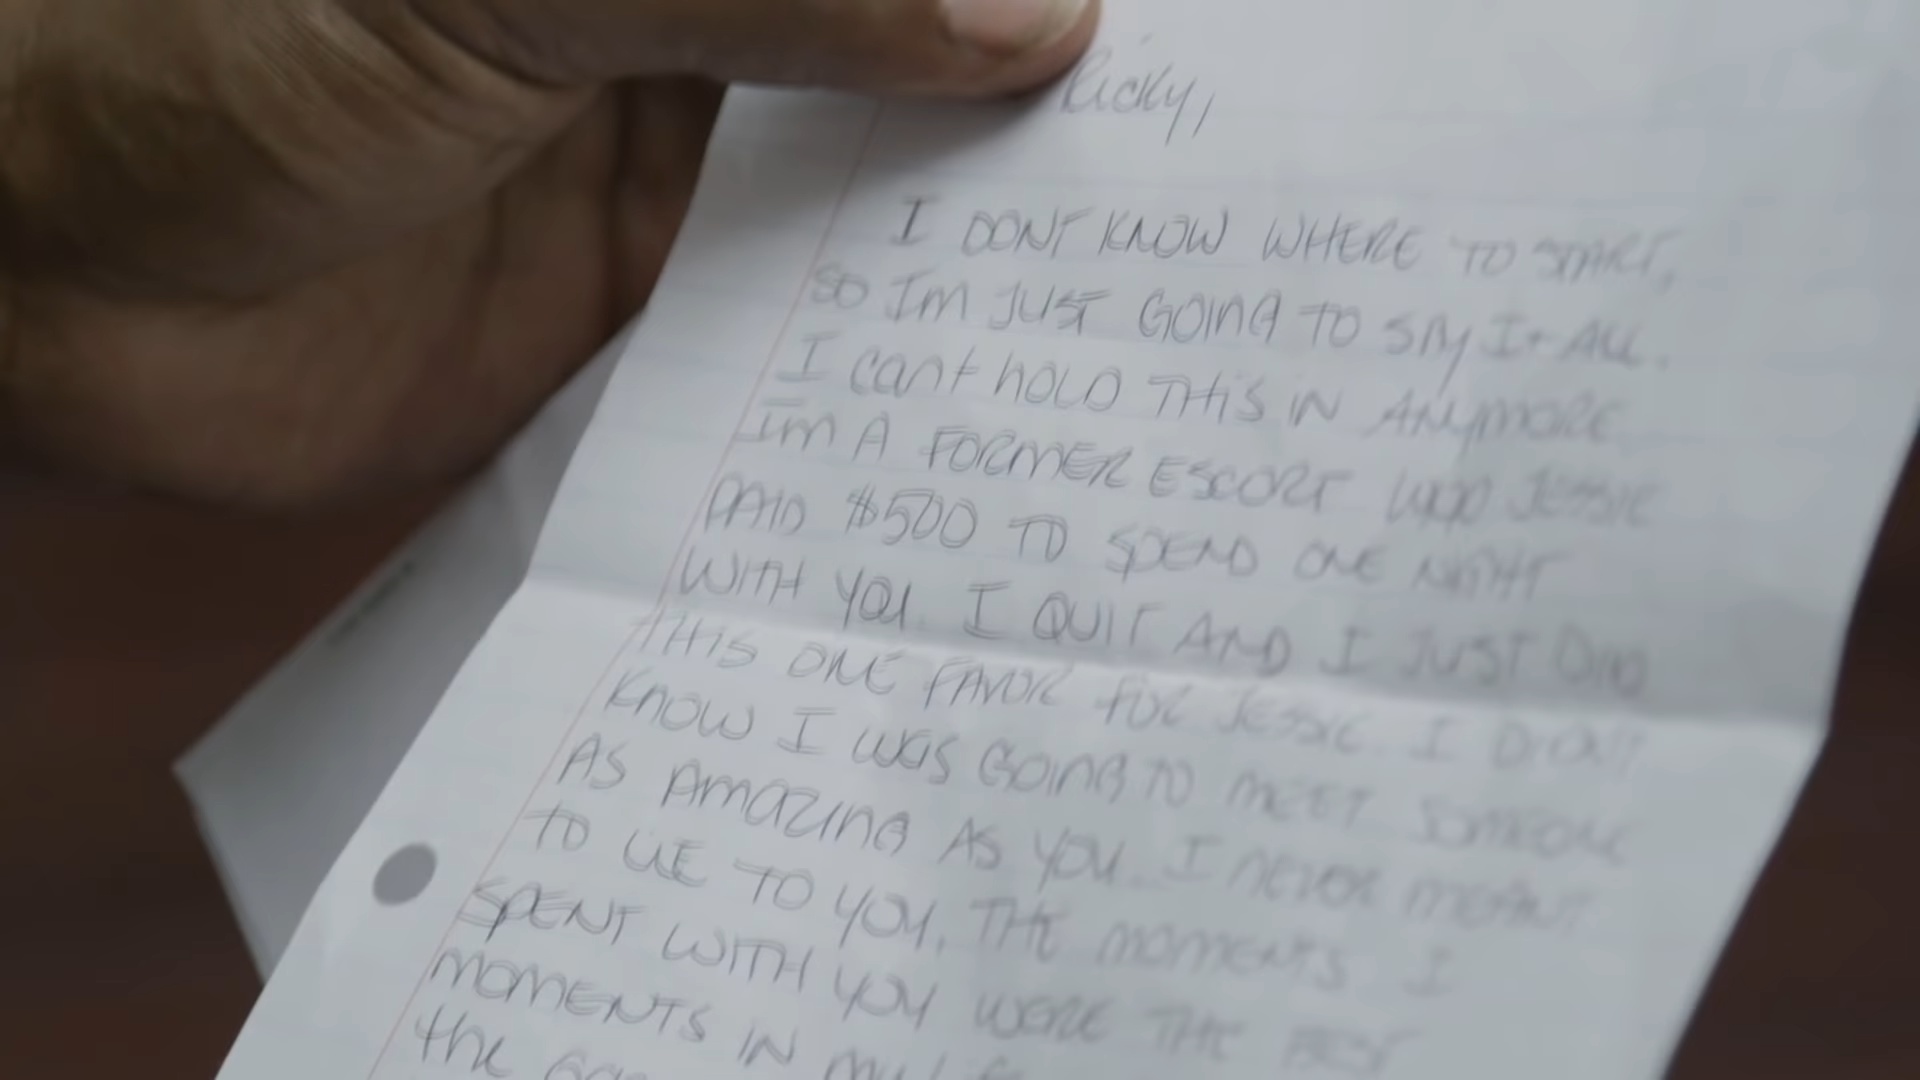 Ricky,
I DONT KNOW WHERE TO START,
SO IM JUST GOING TO SAY IT ALL.
I cant HOLD THIS IN ANYMORE
I'm A FORMER ESCORT WHO JESSIE
PAID $500 TO SPEND ONE NIGHT
WITH YOU. I QUIT AND I JUST DID
THIS ONE FAVOR FOR JESSIE. I DIDNT
KNOW I WAS GOING TO MEET SOMEONE
AS AMAZING AS YOU. I NEVER MEANT
TO LIE TO YOU. THE MOMENTS I
SPENT WITH YOU WERE THE BEST
MOMENTS IN MY LIFE
the